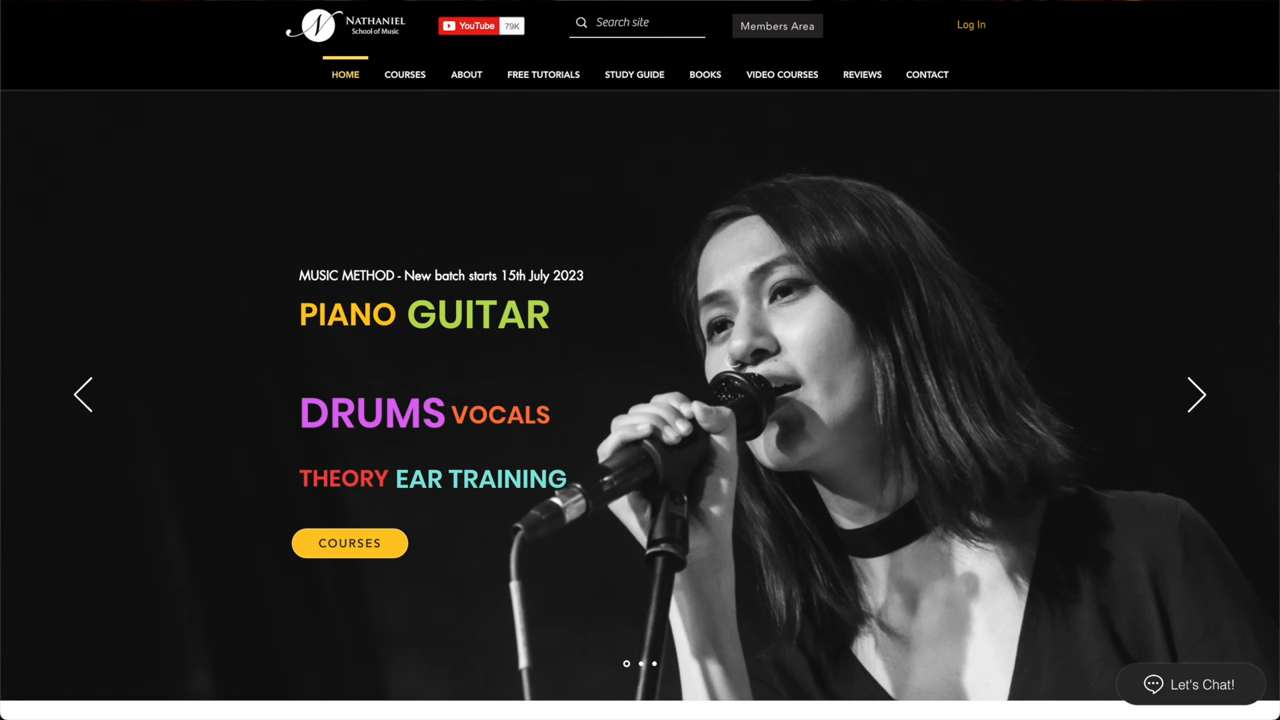 NATHANIEL
School of Music
YouTube 79K
Search site
Members Area
Log In
HOME COURSES ABOUT FREE TUTORIALS STUDY GUIDE BOOKS VIDEO COURSES REVIEWS CONTACT
MUSIC METHOD - New batch starts 15th July 2023
PIANO GUITAR
DRUMS VOCALS
THEORY EAR TRAINING
COURSES
Let's Chat!